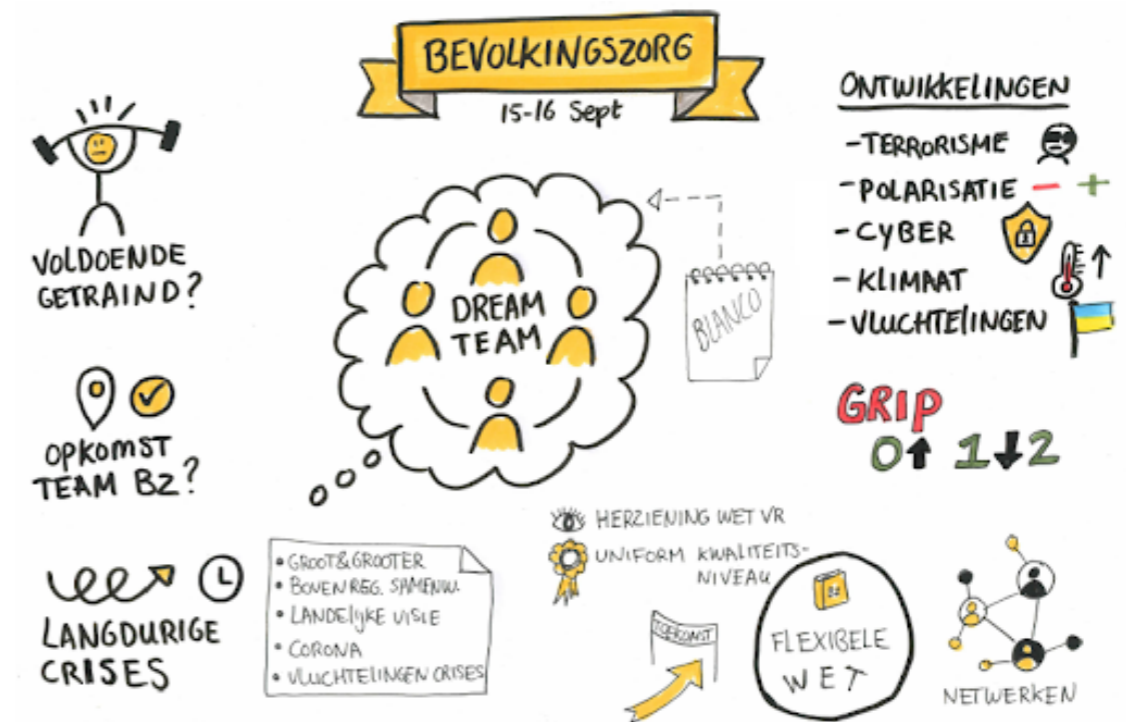 BEVOLKINGSZORG
15-16 Sept
VOLDOENDE
GETRAIND?
OPKOMST
TEAM BZ?
LANGDURIGE
CRISES
DREAM
TEAM
BLANCO
ONTWIKKELINGEN
- TERRORISME
- POLARISATIE - +
- CYBER
- KLIMAAT
- VLUCHTELINGEN
GRIP
0 1 2
• GROOT&GROOTER
• BOVENREG. SAMENW.
• LANDELIJKE VISIE
• CORONA
• VLUCHTELINGEN CRISES
HERZIENING WET VR
UNIFORM KWALITEITS-
NIVEAU
TOEKOMST
BZ
FLEXIBELE
WET
NETWERKEN